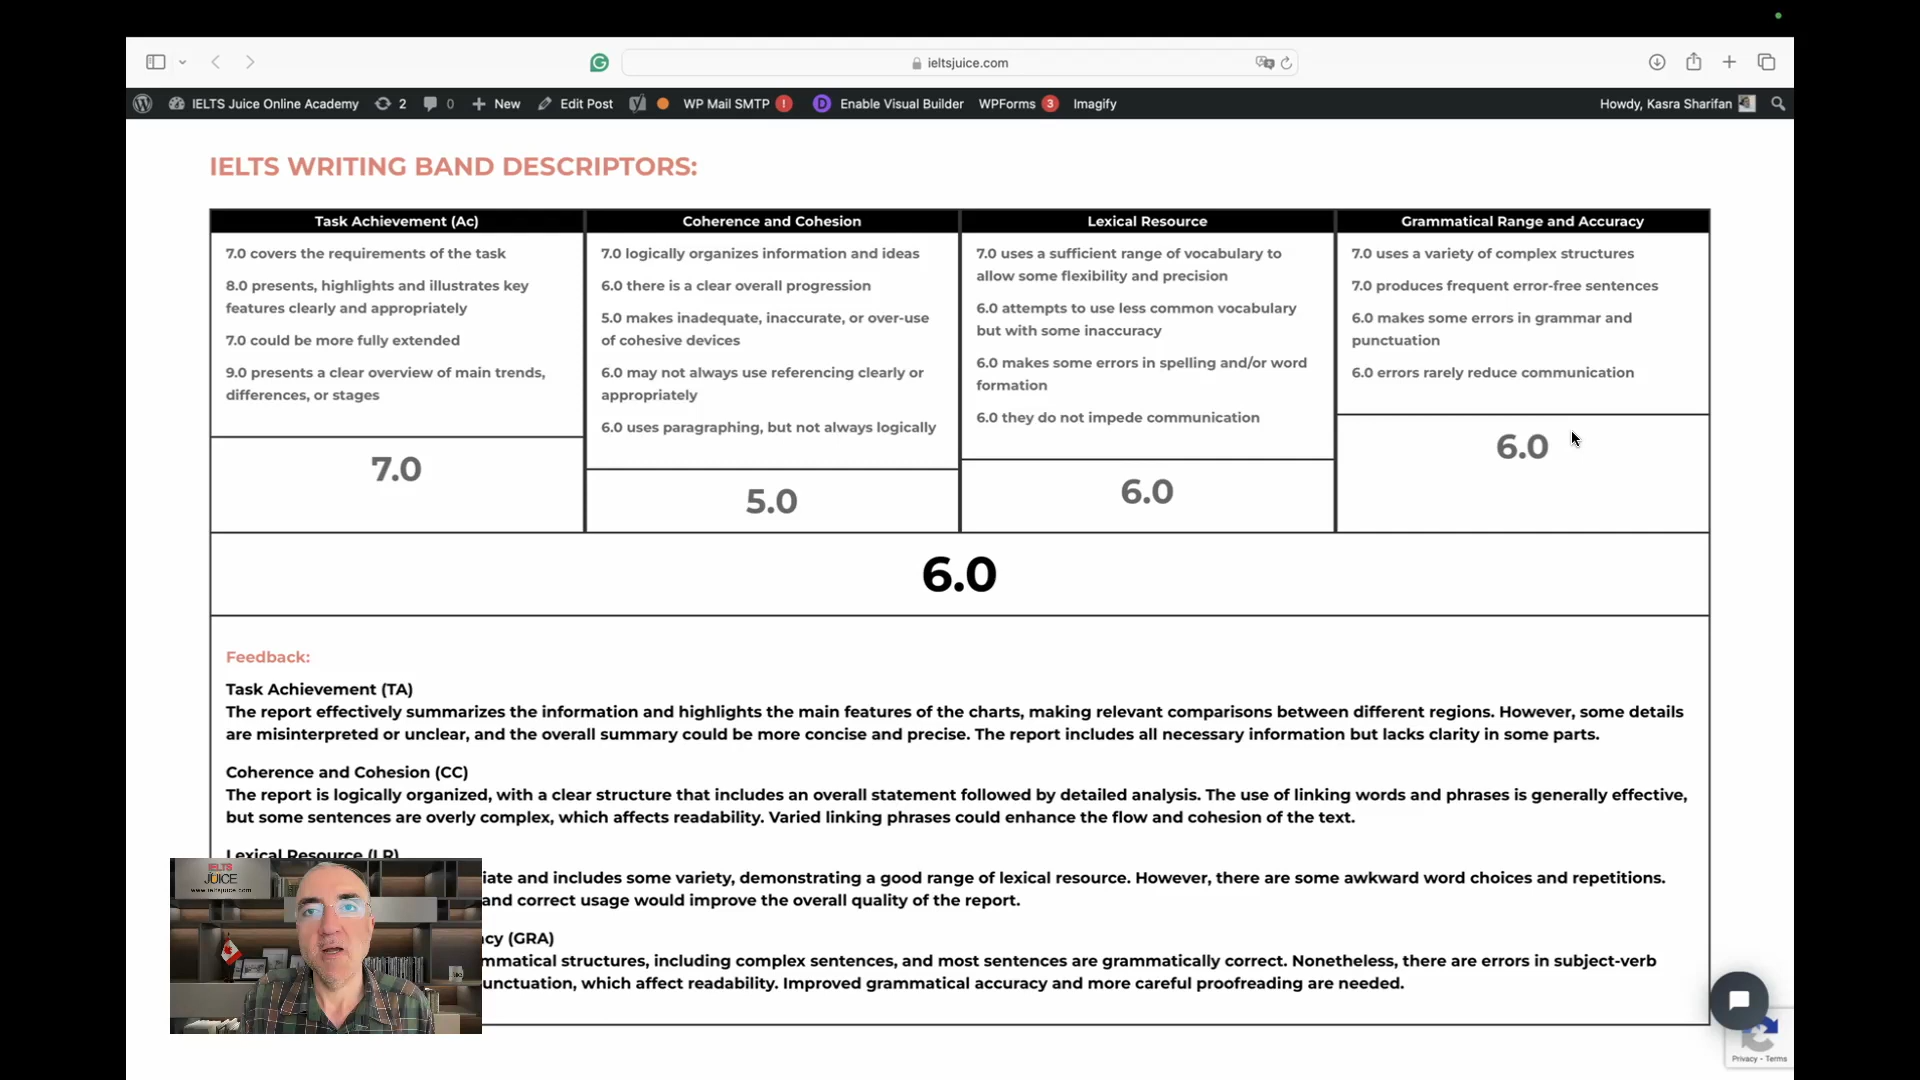 ieltsjuice.com
IELTS Juice Online Academy 2 0 New Edit Post WP Mail SMTP ! D Enable Visual Builder WPForms 3 Imagify Howdy, Kasra Sharifan
IELTS WRITING BAND DESCRIPTORS:
Task Achievement (Ac)
7.0 covers the requirements of the task
8.0 presents, highlights and illustrates key
features clearly and appropriately
7.0 could be more fully extended
9.0 presents a clear overview of main trends,
differences, or stages
7.0
Coherence and Cohesion
7.0 logically organizes information and ideas
6.0 there is a clear overall progression
5.0 makes inadequate, inaccurate, or over-use
of cohesive devices
6.0 may not always use referencing clearly or
appropriately
6.0 uses paragraphing, but not always logically
5.0
Lexical Resource
7.0 uses a sufficient range of vocabulary to
allow some flexibility and precision
6.0 attempts to use less common vocabulary
but with some inaccuracy
6.0 makes some errors in spelling and/or word
formation
6.0 they do not impede communication
6.0
Grammatical Range and Accuracy
7.0 uses a variety of complex structures
7.0 produces frequent error-free sentences
6.0 makes some errors in grammar and
punctuation
6.0 errors rarely reduce communication
6.0
6.0
Feedback:
Task Achievement (TA)
The report effectively summarizes the information and highlights the main features of the charts, making relevant comparisons between different regions. However, some details
are misinterpreted or unclear, and the overall summary could be more concise and precise. The report includes all necessary information but lacks clarity in some parts.
Coherence and Cohesion (CC)
The report is logically organized, with a clear structure that includes an overall statement followed by detailed analysis. The use of linking words and phrases is generally effective,
but some sentences are overly complex, which affects readability. Varied linking phrases could enhance the flow and cohesion of the text.
Lexical Resource (LR)
iate and includes some variety, demonstrating a good range of lexical resource. However, there are some awkward word choices and repetitions.
and correct usage would improve the overall quality of the report.
cy (GRA)
mmatical structures, including complex sentences, and most sentences are grammatically correct. Nonetheless, there are errors in subject-verb
unctuation, which affect readability. Improved grammatical accuracy and more careful proofreading are needed.
IELTS
JUICE
www.ieltsjuice.com
Privacy - Terms